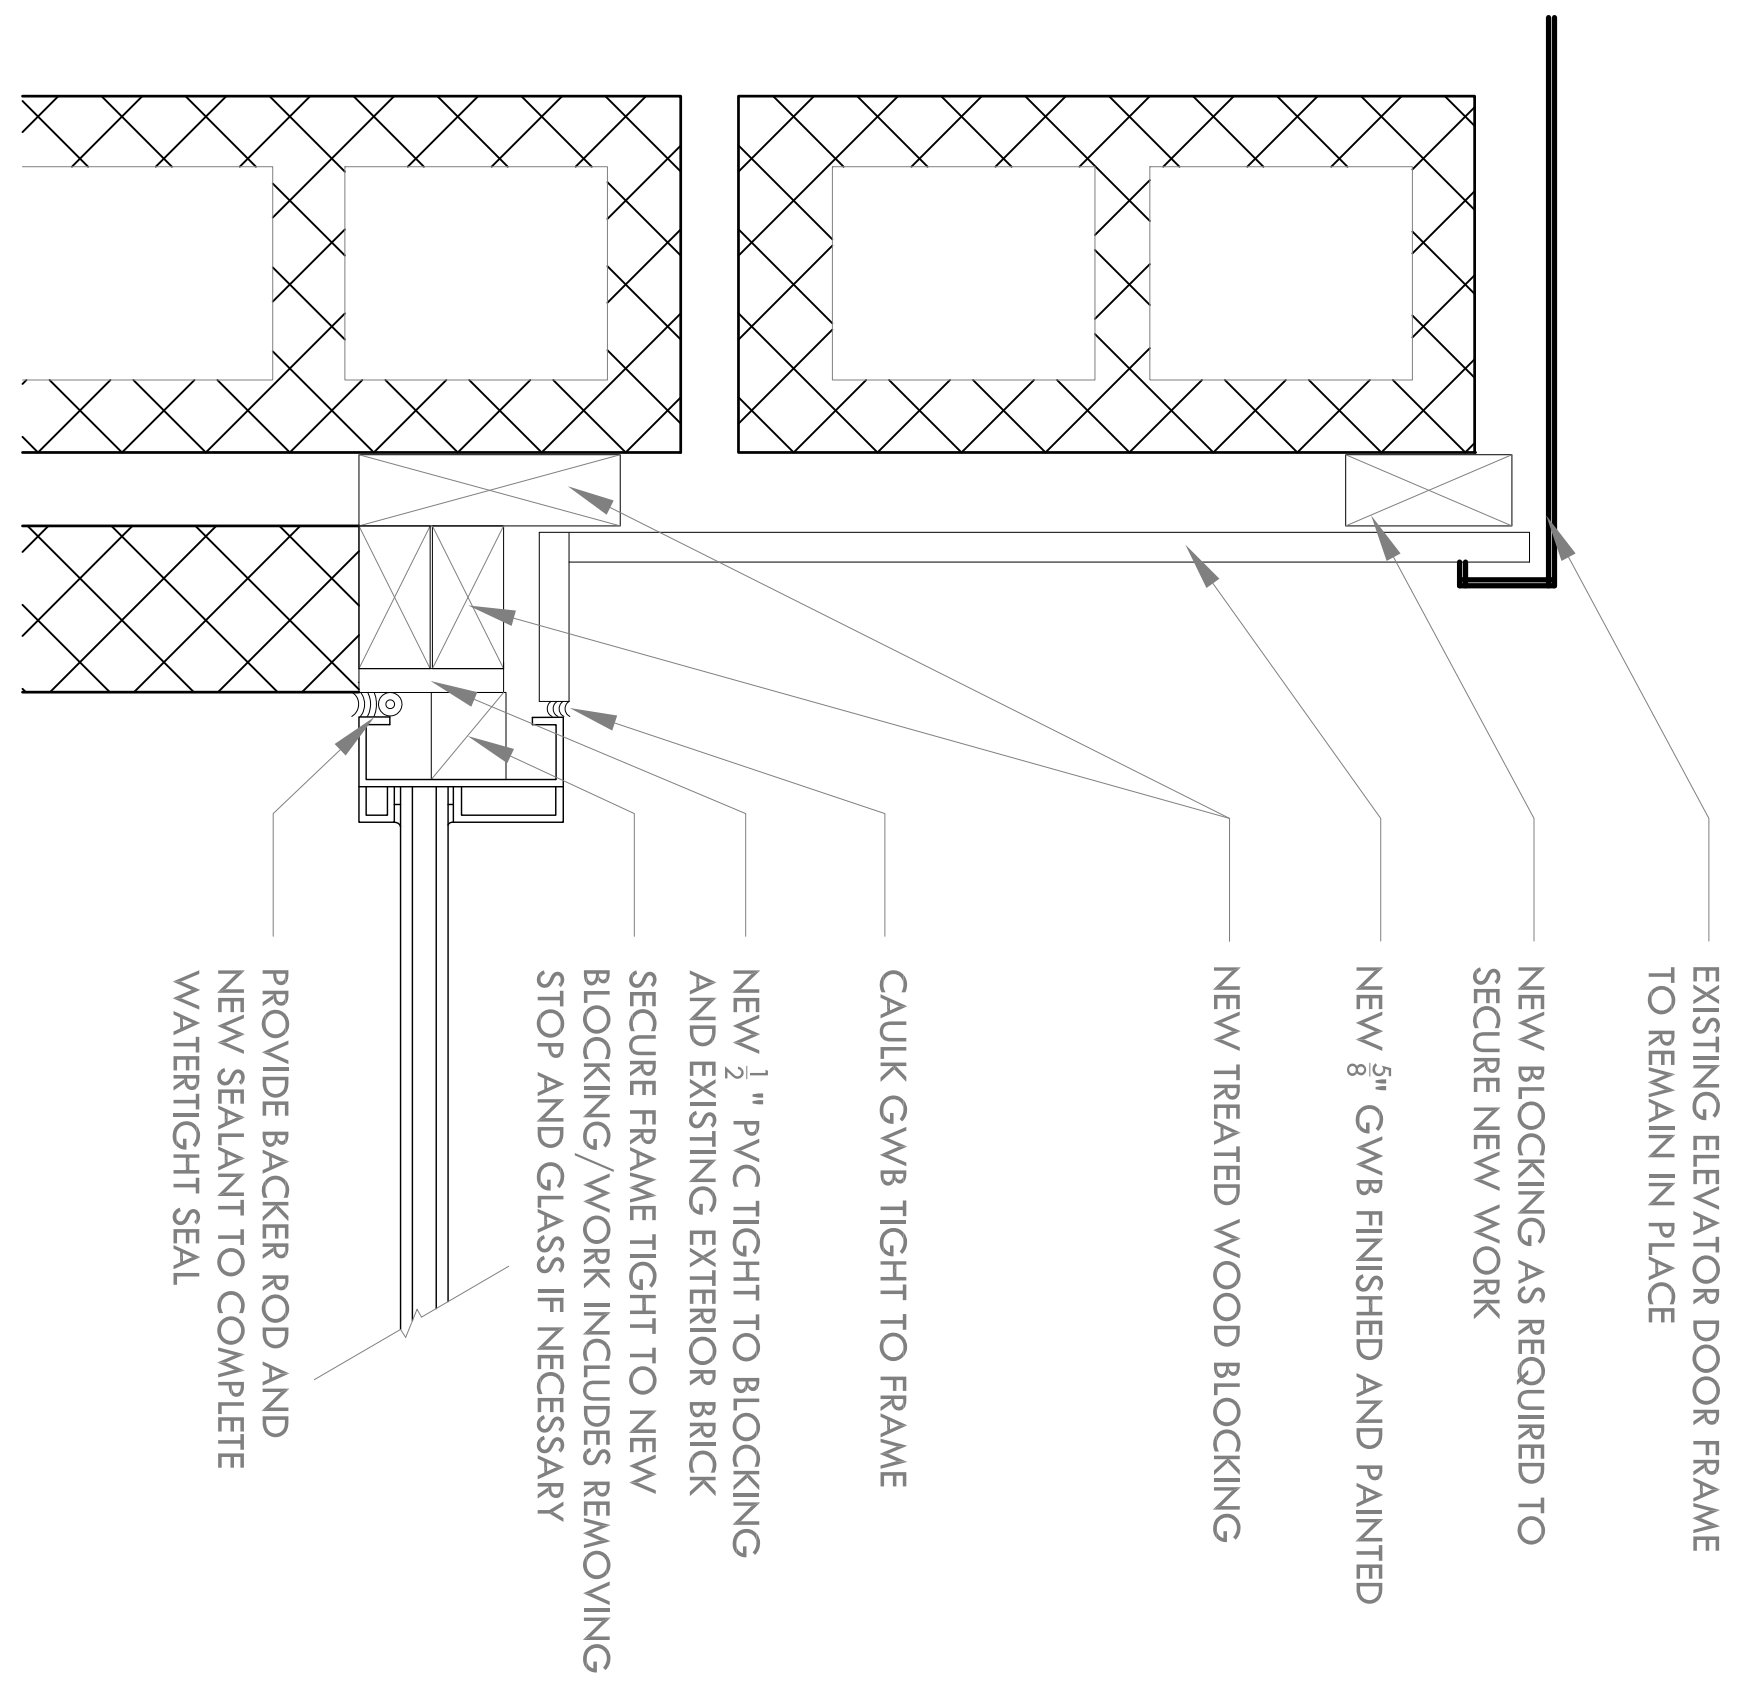 EXISTING ELEVATOR DOOR FRAME
TO REMAIN IN PLACE
NEW BLOCKING AS REQUIRED TO
SECURE NEW WORK
NEW 5/8" GWB FINISHED AND PAINTED
NEW TREATED WOOD BLOCKING
CAULK GWB TIGHT TO FRAME
NEW 1/2" PVC TIGHT TO BLOCKING
AND EXISTING EXTERIOR BRICK
SECURE FRAME TIGHT TO NEW
BLOCKING/WORK INCLUDES REMOVING
STOP AND GLASS IF NECESSARY
PROVIDE BACKER ROD AND
NEW SEALANT TO COMPLETE
WATERTIGHT SEAL